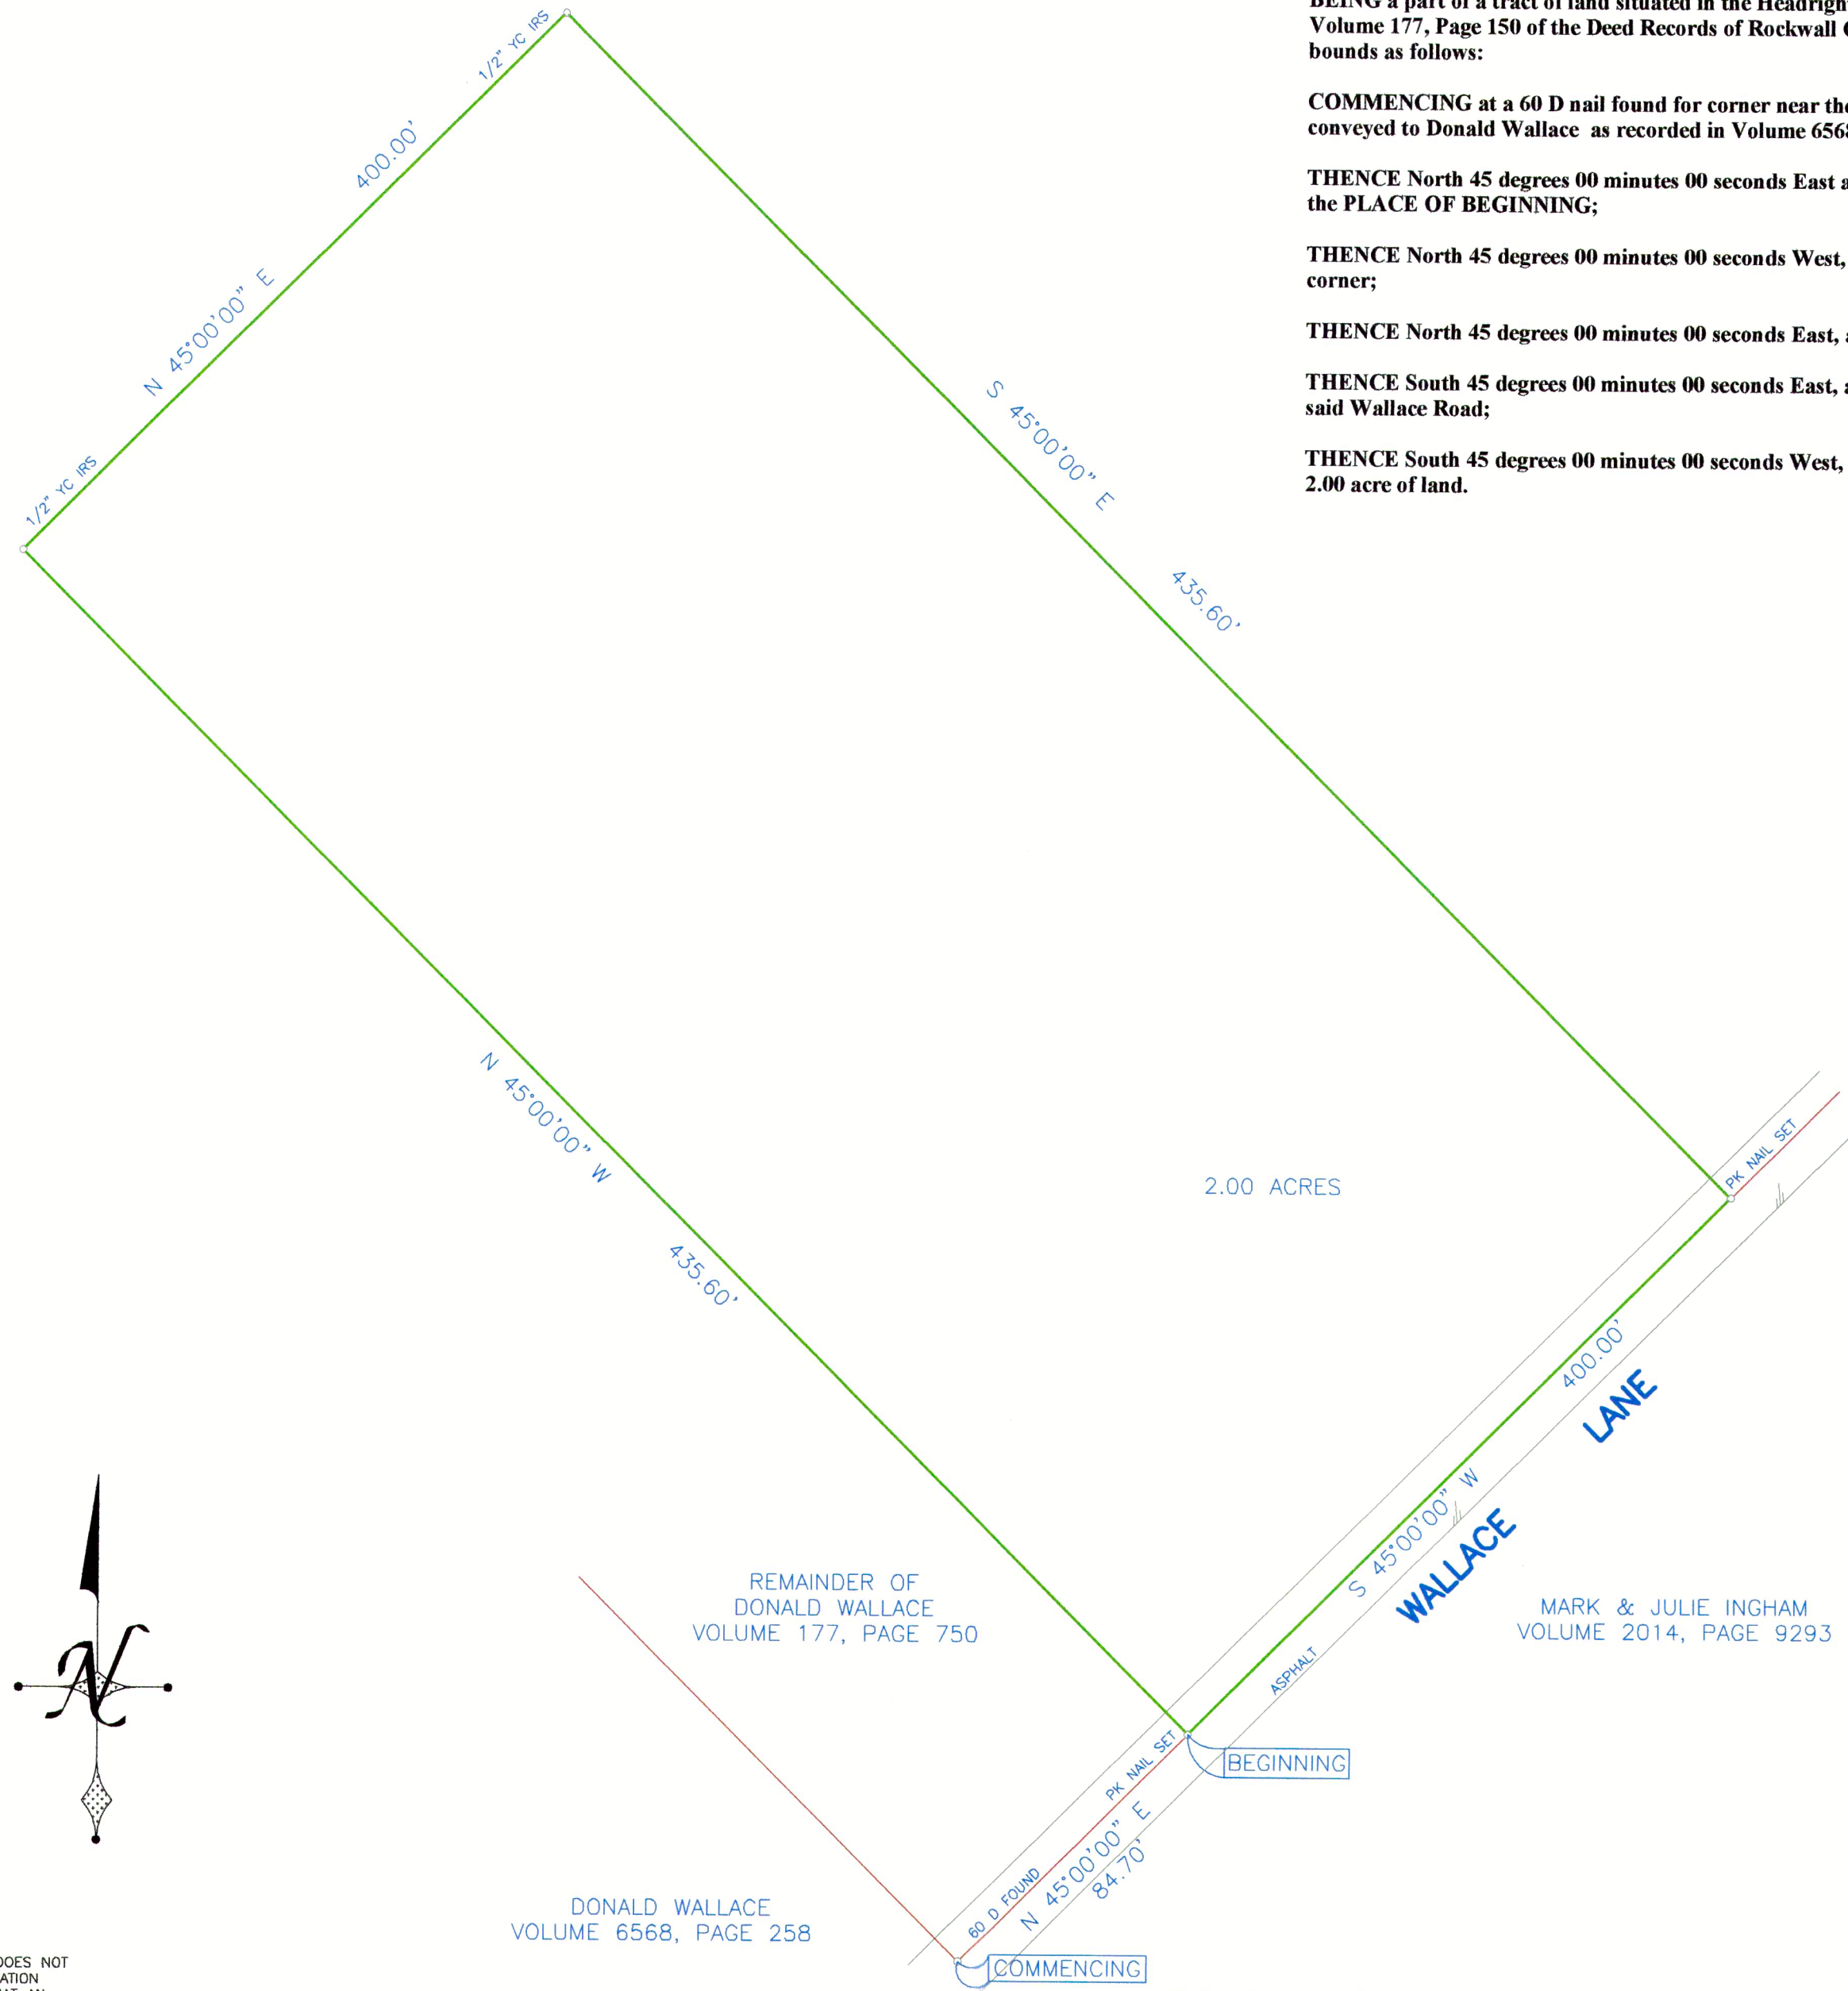 BEING a part of a tract of land situated in the Headright
Volume 177, Page 150 of the Deed Records of Rockwall
bounds as follows:
COMMENCING at a 60 D nail found for corner near the
conveyed to Donald Wallace as recorded in Volume 6568
THENCE North 45 degrees 00 minutes 00 seconds East
the PLACE OF BEGINNING;
THENCE North 45 degrees 00 minutes 00 seconds West,
corner;
THENCE North 45 degrees 00 minutes 00 seconds East,
THENCE South 45 degrees 00 minutes 00 seconds East,
said Wallace Road;
THENCE South 45 degrees 00 minutes 00 seconds West,
2.00 acre of land.
1/2" YC IRS
400.00'
N 45°00'00" E
1/2" YC IRS
S 45°00'00" E
435.60'
N 45°00'00" W
435.60'
2.00 ACRES
PK NAIL SET
400.00'
LANE
S 45°00'00" W
WALLACE
ASPHALT
REMAINDER OF
DONALD WALLACE
VOLUME 177, PAGE 750
MARK & JULIE INGHAM
VOLUME 2014, PAGE 9293
PK NAIL SET
BEGINNING
N 45°00'00" E
84.70'
60 D FOUND
COMMENCING
DONALD WALLACE
VOLUME 6568, PAGE 258
N
DOES NOT